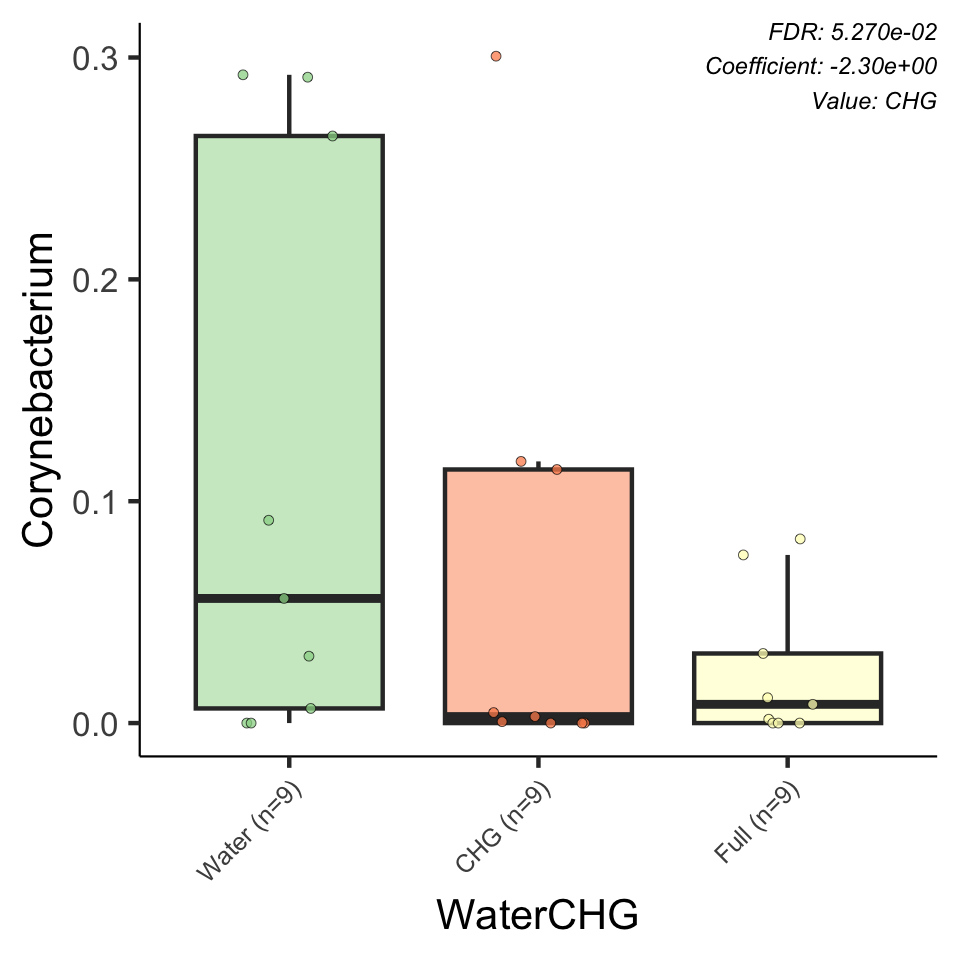 FDR: 5.270e-02
Coefficient: -2.30e+00
Value: CHG
0.3
0.2
0.1
0.0
Corynebacterium
Water (n=9)
CHG (n=9)
Full (n=9)
WaterCHG